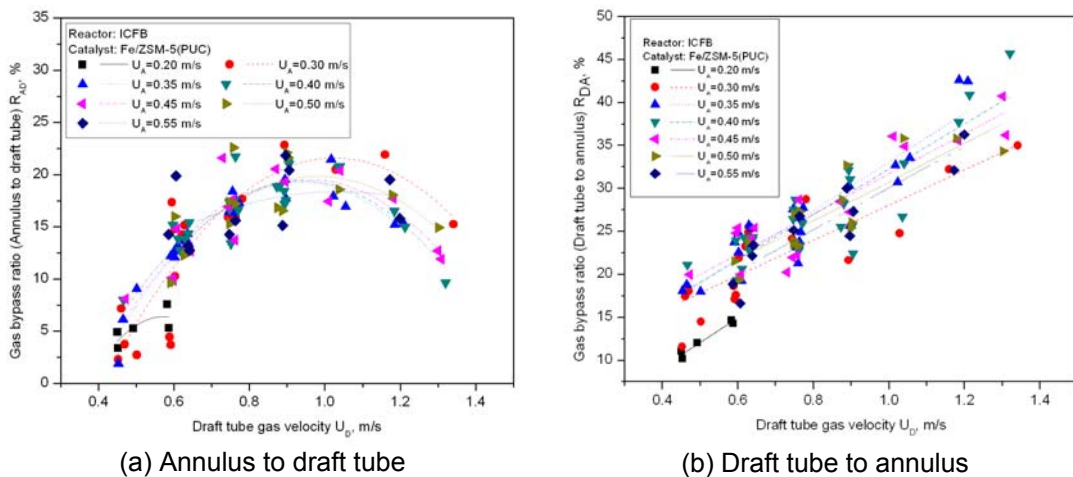 35
30
25
20
15
10
5
0
Gas bypass ratio (Annulus to draft tube) R_AD, %
Reactor: ICFB
Catalyst: Fe/ZSM-5(PUC)
U_A=0.20 m/s
U_A=0.30 m/s
U_A=0.35 m/s
U_A=0.40 m/s
U_A=0.45 m/s
U_A=0.50 m/s
U_A=0.55 m/s
0.4 0.6 0.8 1.0 1.2 1.4
Draft tube gas velocity U_D, m/s
(a) Annulus to draft tube
50
45
40
35
30
25
20
15
10
Gas bypass ratio (Draft tube to annulus) R_DA, %
Reactor: ICFB
Catalyst: Fe/ZSM-5(PUC)
U_A=0.20 m/s
U_A=0.30 m/s
U_A=0.35 m/s
U_A=0.40 m/s
U_A=0.45 m/s
U_A=0.50 m/s
U_A=0.55 m/s
0.4 0.6 0.8 1.0 1.2 1.4
Draft tube gas velocity U_D, m/s
(b) Draft tube to annulus